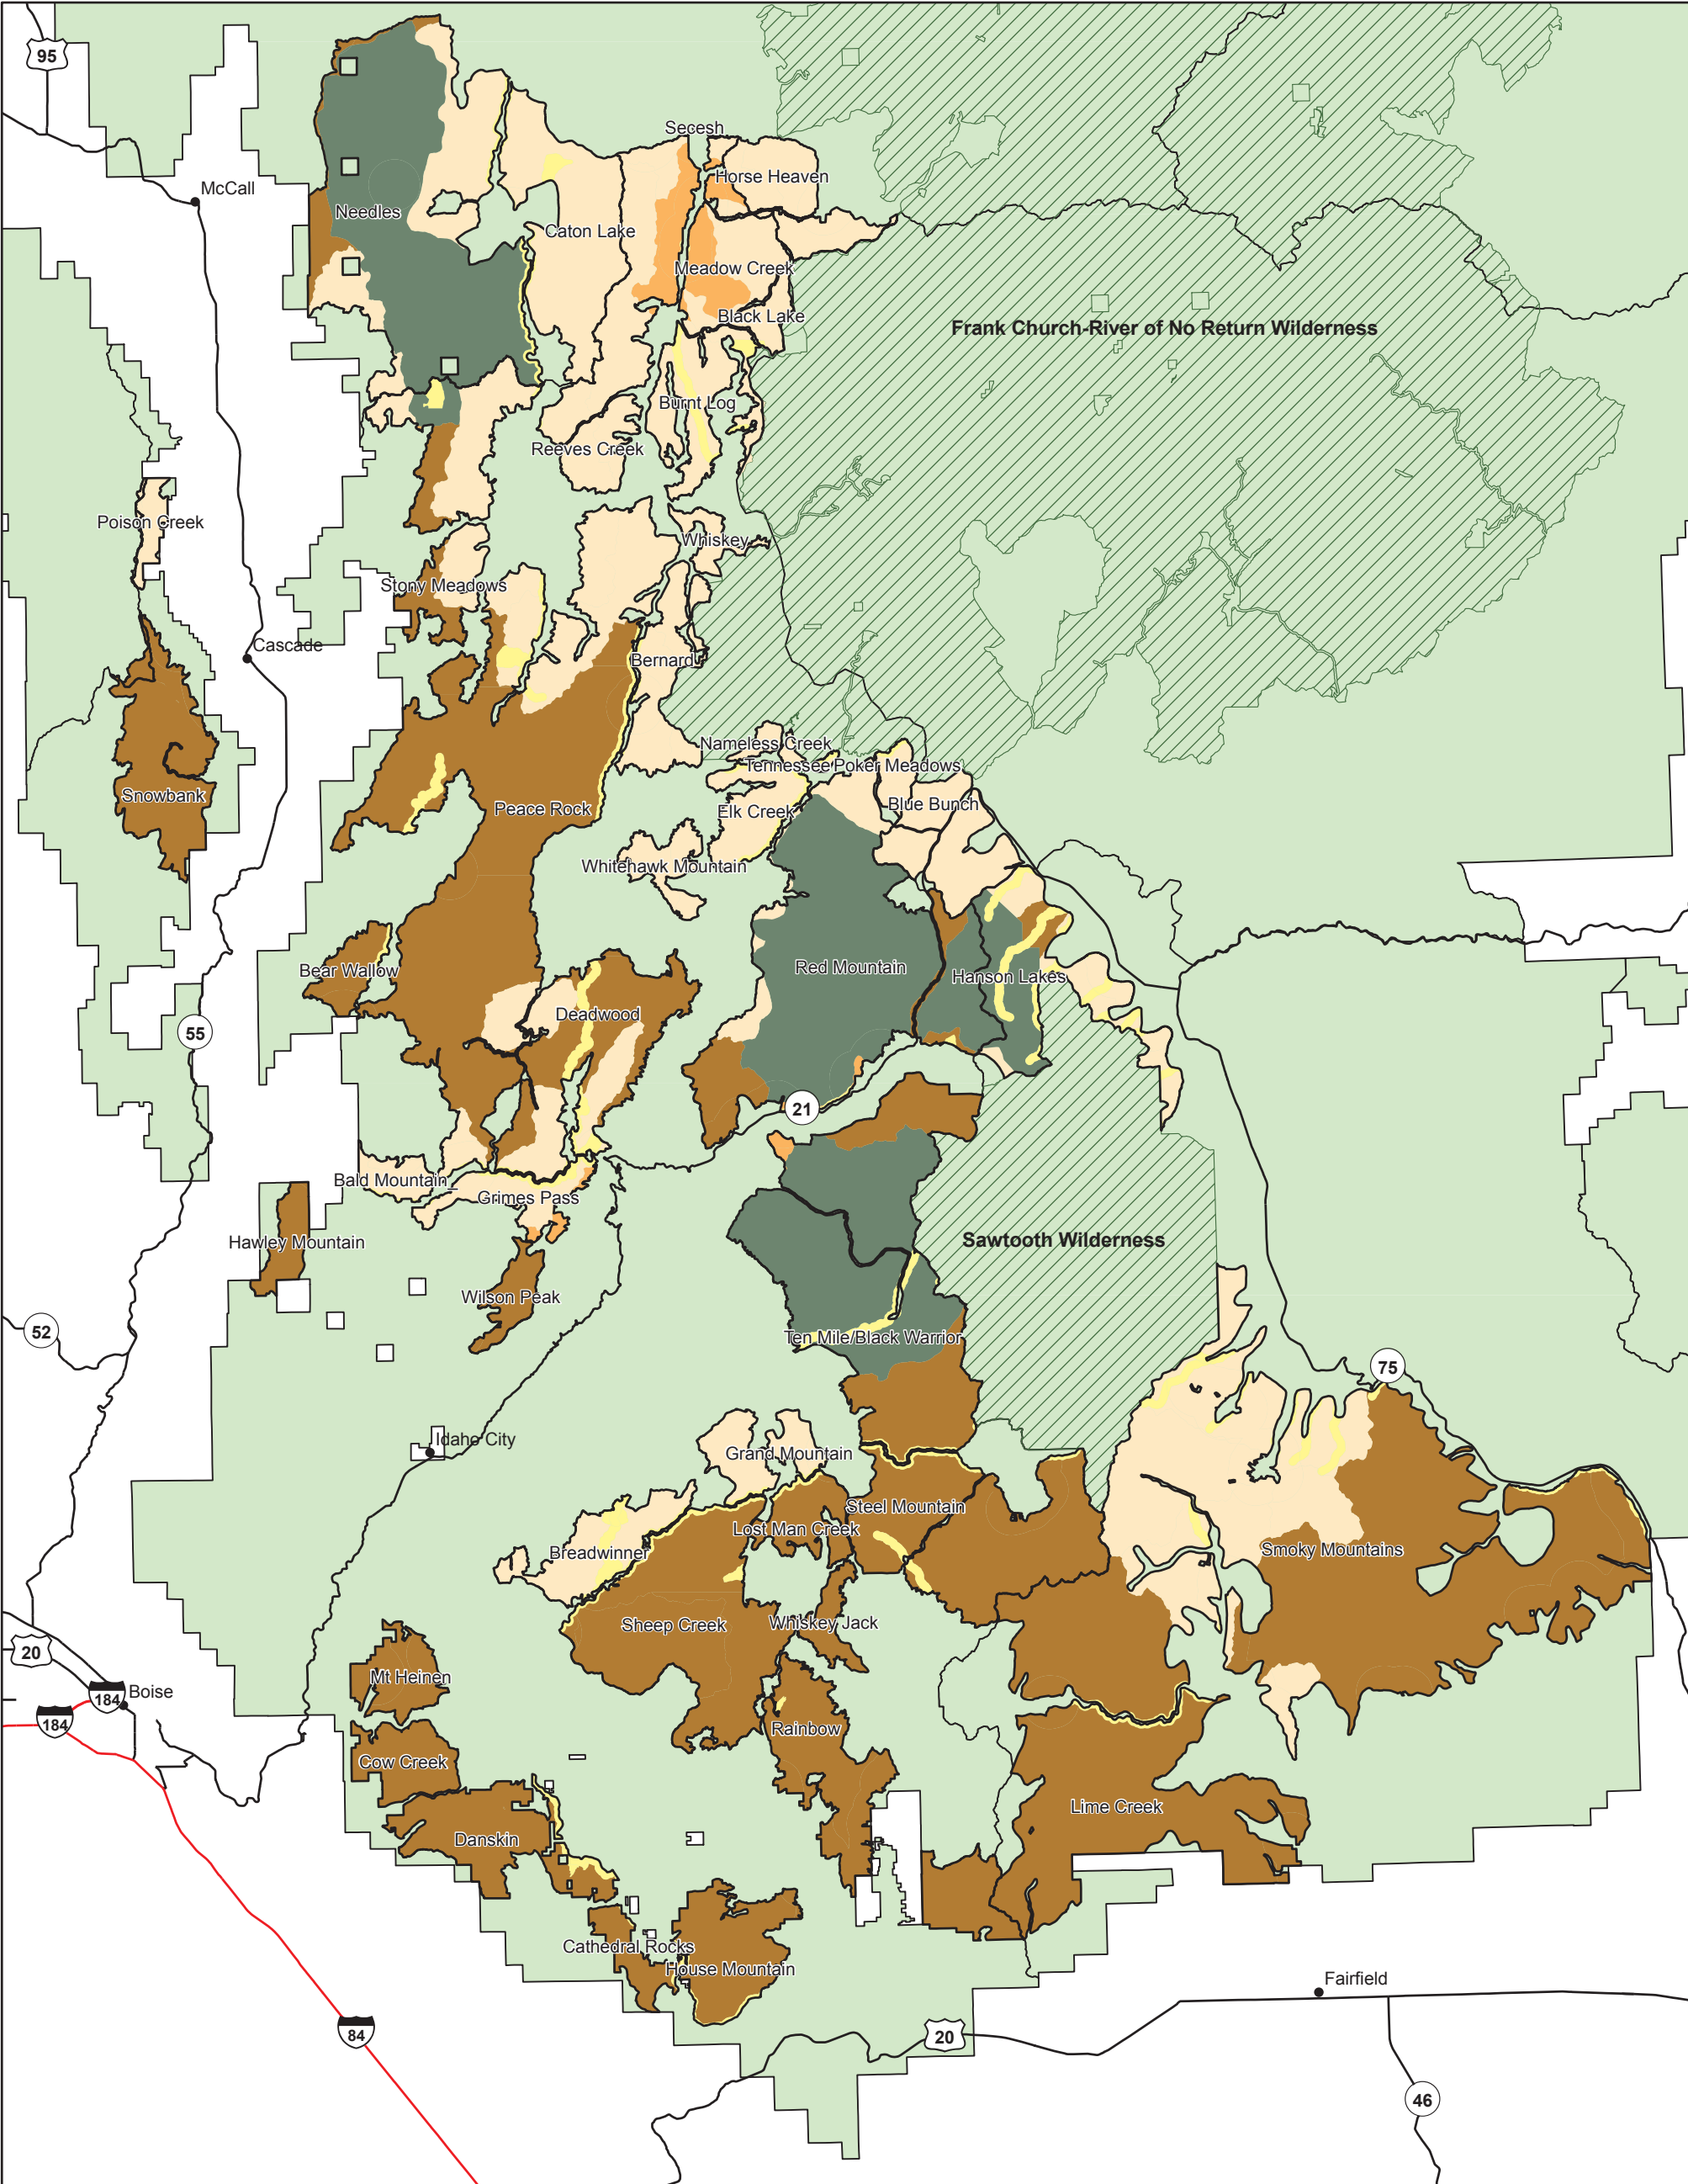 95
Secesh
Horse Heaven
McCall
Needles
Caton Lake
Meadow Creek
Black Lake
Frank Church-River of No Return Wilderness
Burnt Log
Reeves Creek
Poison Creek
Whiskey
Stony Meadows
Cascade
Bernard
Nameless Creek
Tennessee
Poker Meadows
Snowbank
Peace Rock
Elk Creek
Blue Bunch
Whitehawk Mountain
Bear Wallow
Red Mountain
Hanson Lakes
Deadwood
55
21
Bald Mountain_
Grimes Pass
Hawley Mountain
Sawtooth Wilderness
Wilson Peak
52
Ten Mile/Black Warrior
75
Idaho City
Grand Mountain
Steel Mountain
Lost Man Creek
Breadwinner
Smoky Mountains
Sheep Creek
Whiskey Jack
20
Mt Heinen
184
Boise
184
Rainbow
Cow Creek
Lime Creek
Danskin
Cathedral Rocks
House Mountain
Fairfield
84
20
46